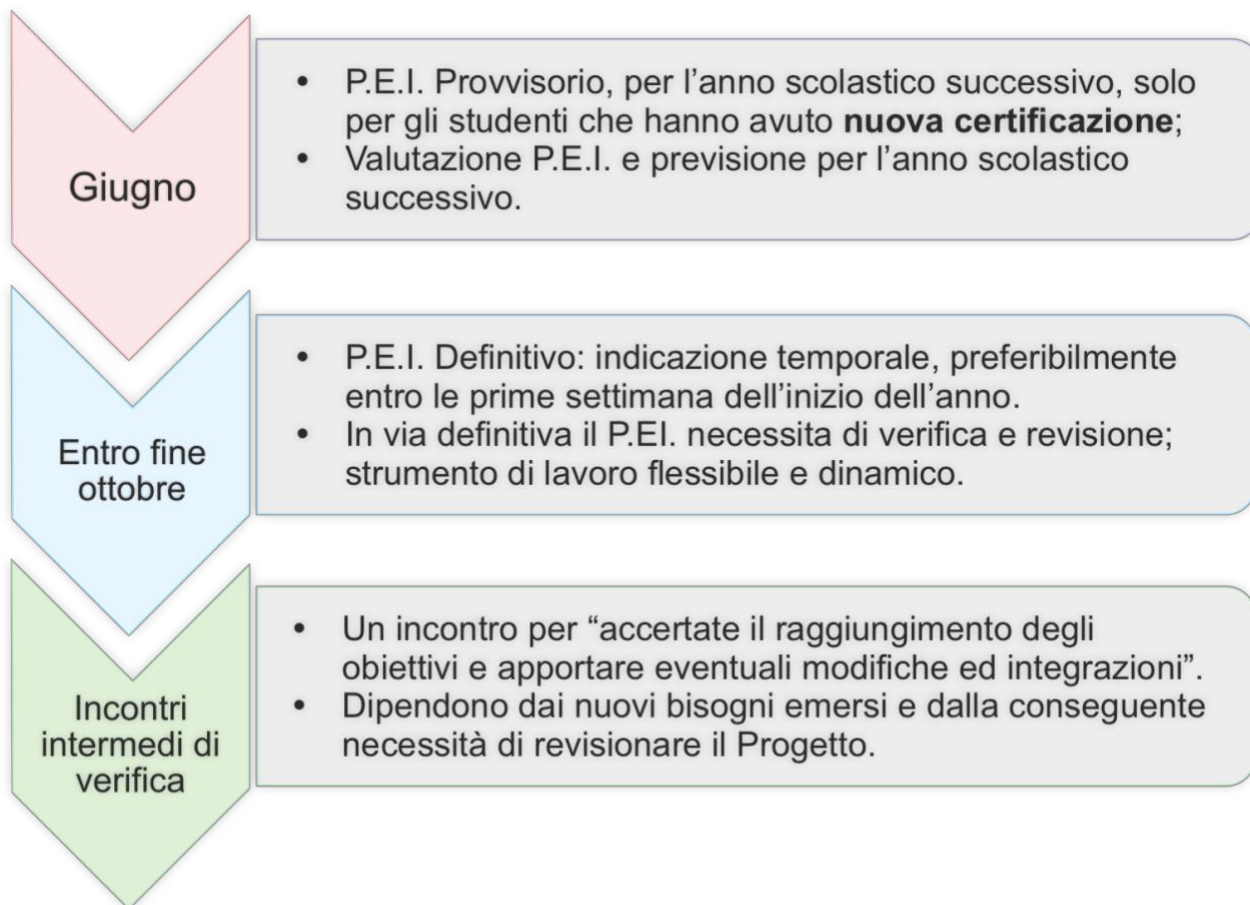 Giugno
• P.E.I. Provvisorio, per l’anno scolastico successivo, solo
per gli studenti che hanno avuto nuova certificazione;
• Valutazione P.E.I. e previsione per l’anno scolastico
successivo.
Entro fine
ottobre
• P.E.I. Definitivo: indicazione temporale, preferibilmente
entro le prime settimana dell’inizio dell’anno.
• In via definitiva il P.EI. necessita di verifica e revisione;
strumento di lavoro flessibile e dinamico.
Incontri
intermedi di
verifica
• Un incontro per “accertate il raggiungimento degli
obiettivi e apportare eventuali modifiche ed integrazioni”.
• Dipendono dai nuovi bisogni emersi e dalla conseguente
necessità di revisionare il Progetto.